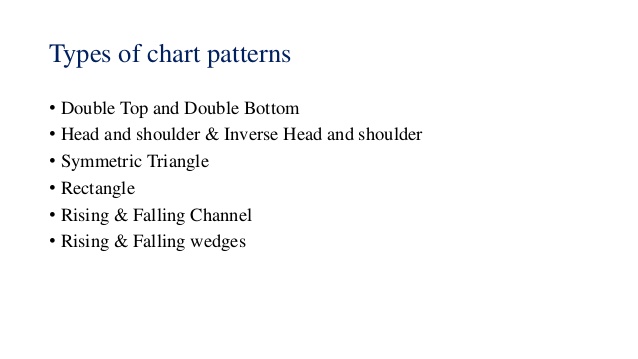 Types of chart patterns
• Double Top and Double Bottom
• Head and shoulder & Inverse Head and shoulder
• Symmetric Triangle
• Rectangle
• Rising & Falling Channel
• Rising & Falling wedges